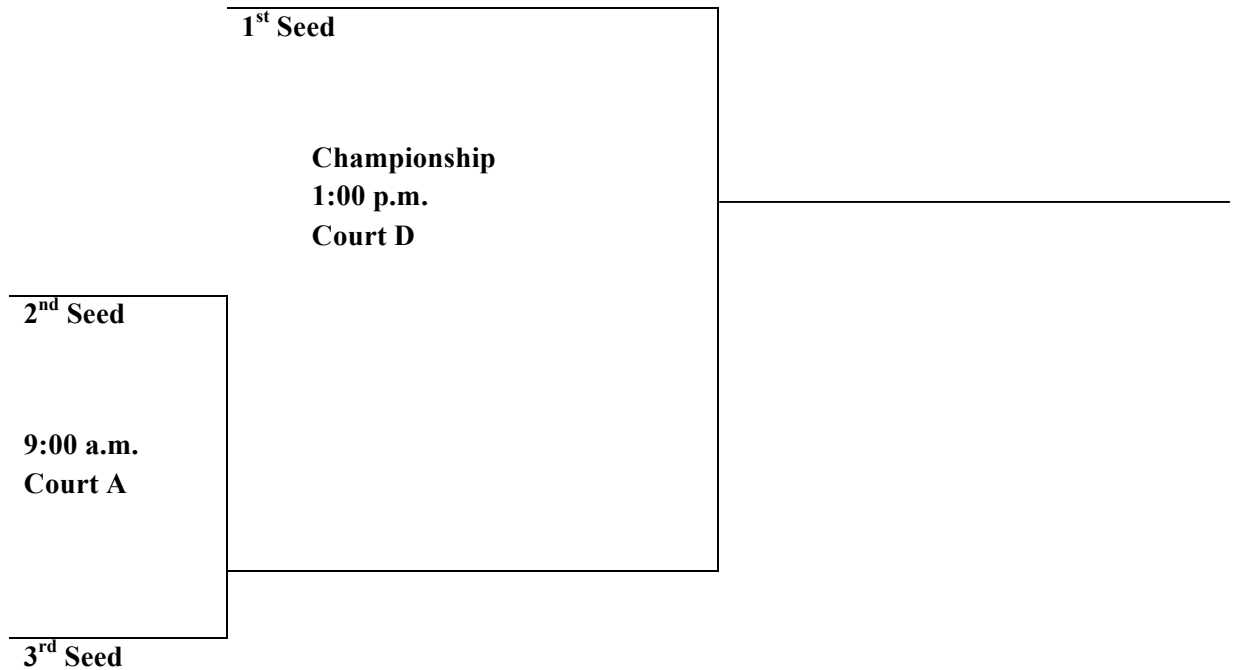 1st Seed
Championship
1:00 p.m.
Court D
2nd Seed
9:00 a.m.
Court A
3rd Seed